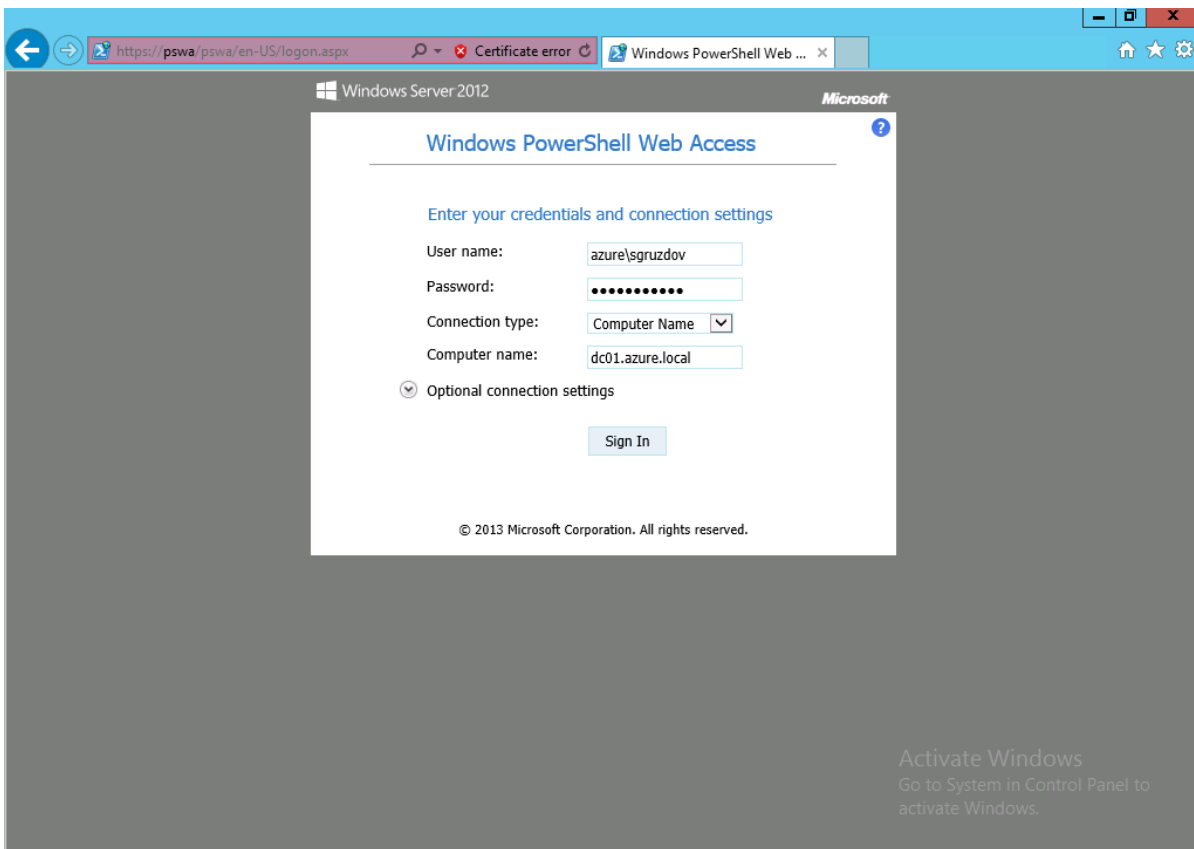 https://pswa/pswa/en-US/logon.aspx
Certificate error
Windows PowerShell Web ...
Windows Server 2012
Microsoft
Windows PowerShell Web Access
Enter your credentials and connection settings
User name: azure\sgruzdov
Password: ●●●●●●●●●●●
Connection type: Computer Name
Computer name: dc01.azure.local
Optional connection settings
Sign In
© 2013 Microsoft Corporation. All rights reserved.
Activate Windows
Go to System in Control Panel to
activate Windows.